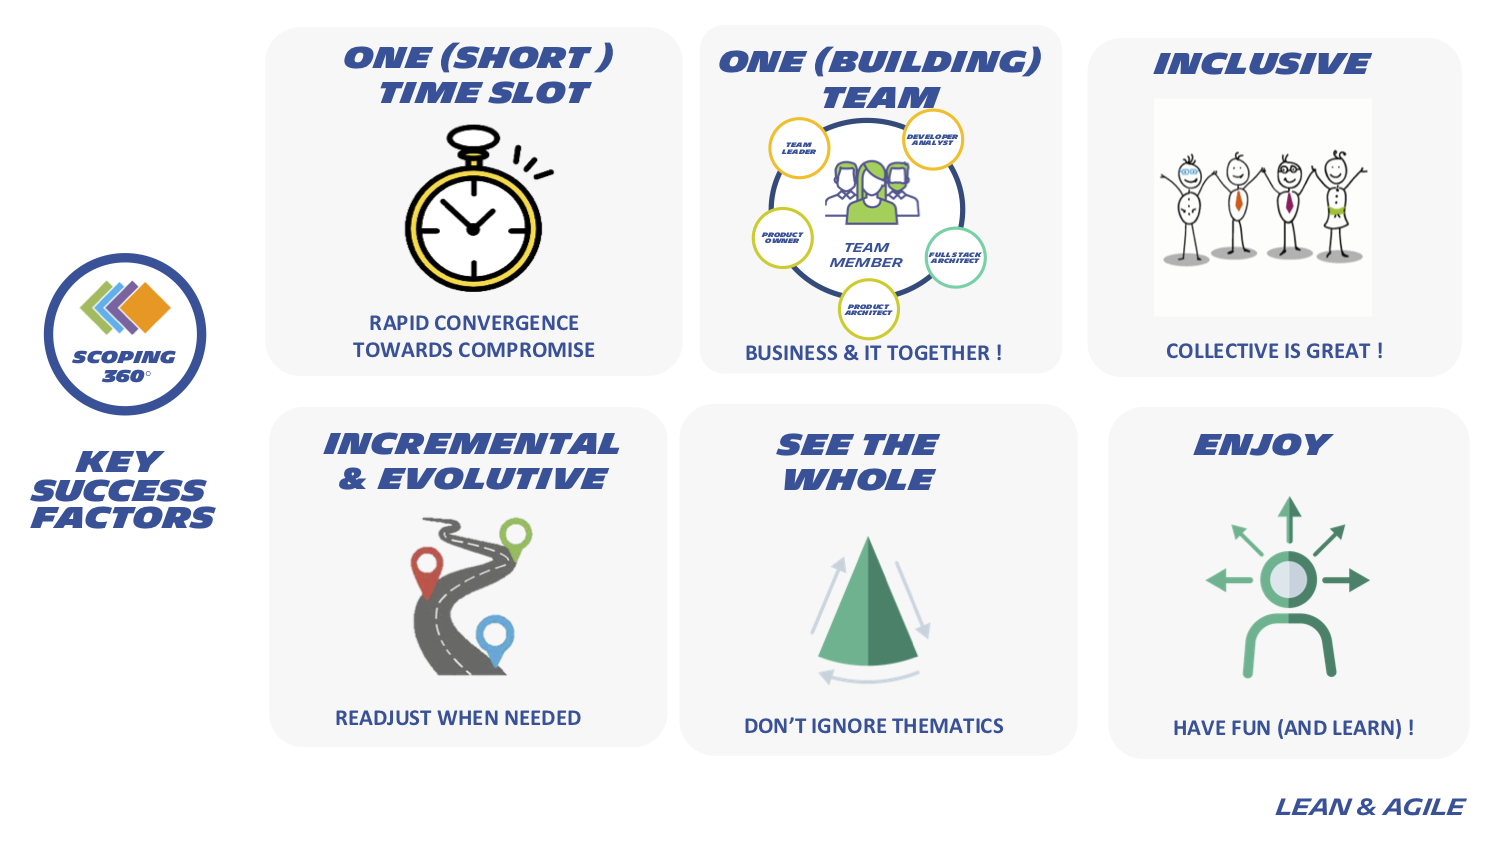 SCOPING
360°
KEY
SUCCESS
FACTORS
ONE (SHORT )
TIME SLOT
RAPID CONVERGENCE
TOWARDS COMPROMISE
ONE (BUILDING)
TEAM
TEAM
LEADER
DEVELOPER
ANALYST
PRODUCT
OWNER
TEAM
MEMBER
FULLSTACK
ARCHITECT
PRODUCT
ARCHITECT
BUSINESS & IT TOGETHER !
INCLUSIVE
COLLECTIVE IS GREAT !
INCREMENTAL
& EVOLUTIVE
READJUST WHEN NEEDED
SEE THE
WHOLE
DON’T IGNORE THEMATICS
ENJOY
HAVE FUN (AND LEARN) !
LEAN & AGILE